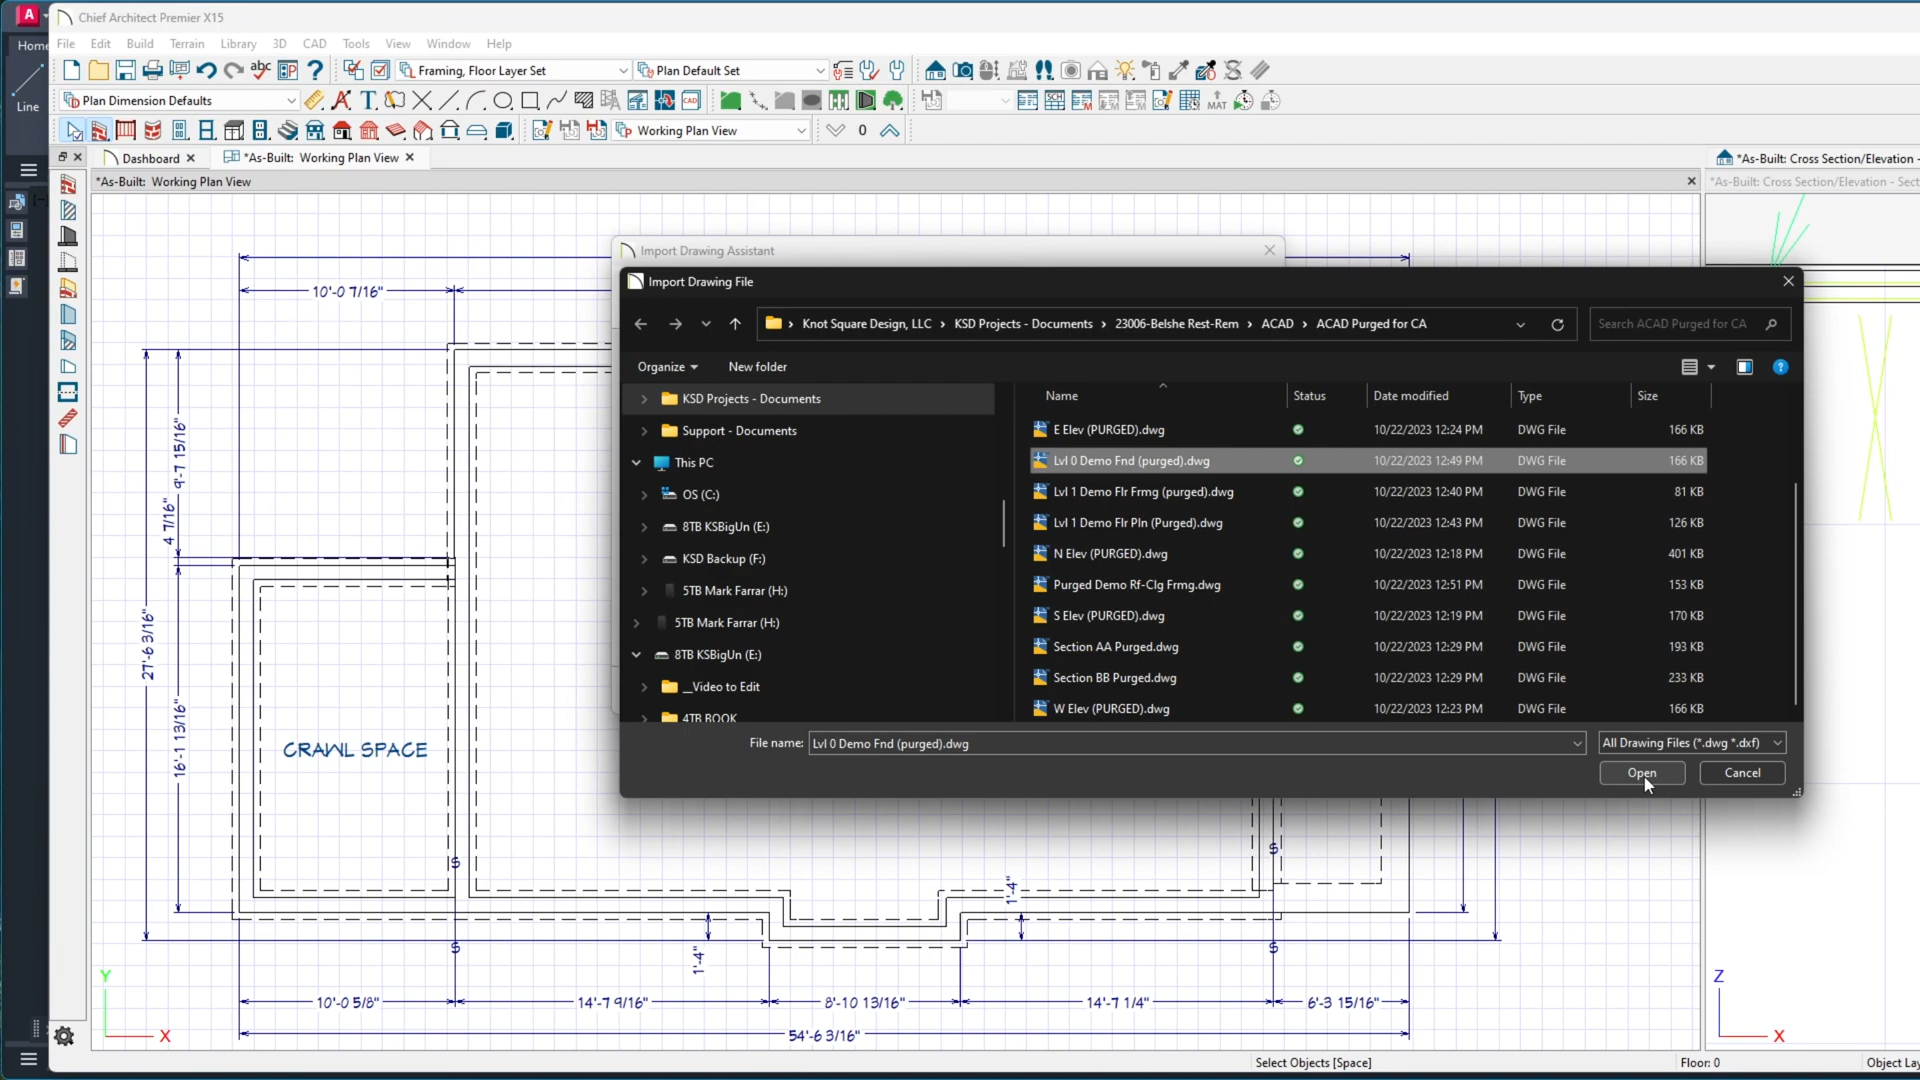 A
Chief Architect Premier X15
Home
File Edit Build Terrain Library 3D CAD Tools View Window Help
Framing, Floor Layer Set
Plan Default Set
Line
Plan Dimension Defaults
Working Plan View
0
Dashboard
*As-Built: Working Plan View
*As-Built: Cross Section/Elevation -
*As-Built: Working Plan View
*As-Built: Cross Section/Elevation - Sect
Import Drawing Assistant
Import Drawing File
10'-0 7/16"
Knot Square Design, LLC > KSD Projects - Documents > 23006-Belshe Rest-Rem > ACAD > ACAD Purged for CA
Search ACAD Purged for CA
Organize
New folder
Name Status Date modified Type Size
KSD Projects - Documents
Support - Documents
This PC
OS (C:)
8TB KSBigUn (E:)
KSD Backup (F:)
5TB Mark Farrar (H:)
5TB Mark Farrar (H:)
8TB KSBigUn (E:)
__Video to Edit
4TB BOOK
E Elev (PURGED).dwg 10/22/2023 12:24 PM DWG File 166 KB
Lvl 0 Demo Fnd (purged).dwg 10/22/2023 12:49 PM DWG File 166 KB
Lvl 1 Demo Flr Frmg (purged).dwg 10/22/2023 12:40 PM DWG File 81 KB
Lvl 1 Demo Flr Pln (Purged).dwg 10/22/2023 12:43 PM DWG File 126 KB
N Elev (PURGED).dwg 10/22/2023 12:18 PM DWG File 401 KB
Purged Demo Rf-Clg Frmg.dwg 10/22/2023 12:51 PM DWG File 153 KB
S Elev (PURGED).dwg 10/22/2023 12:19 PM DWG File 170 KB
Section AA Purged.dwg 10/22/2023 12:29 PM DWG File 193 KB
Section BB Purged.dwg 10/22/2023 12:29 PM DWG File 233 KB
W Elev (PURGED).dwg 10/22/2023 12:23 PM DWG File 166 KB
File name: Lvl 0 Demo Fnd (purged).dwg
All Drawing Files (*.dwg *.dxf)
Open
Cancel
9'-7 15/16"
4 7/16"
27'-6 3/16"
16'-1 13/16"
CRAWL SPACE
S
S
1'-4"
S
S
1'-4"
Y
X
Z
X
10'-0 5/8"
14'-7 9/16"
8'-10 13/16"
14'-7 1/4"
6'-3 15/16"
54'-6 3/16"
Select Objects [Space]
Floor: 0
Object Lay